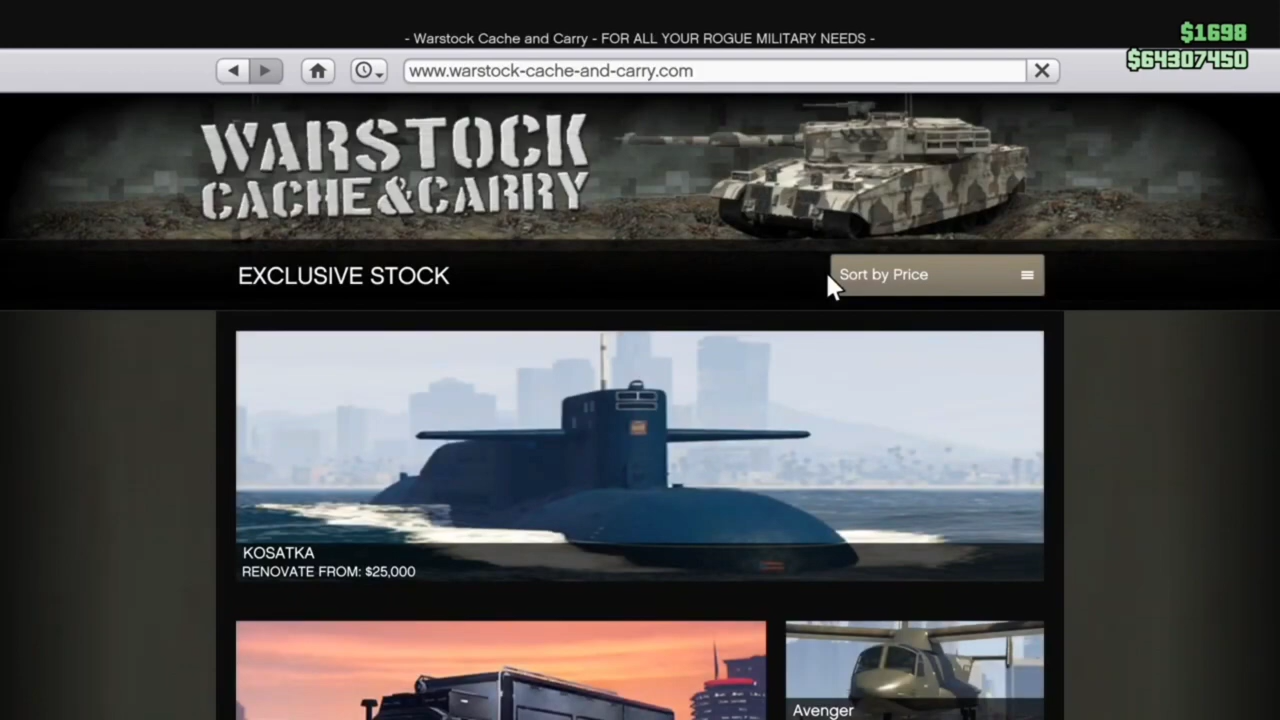 - Warstock Cache and Carry - FOR ALL YOUR ROGUE MILITARY NEEDS -
$1698
$64307450
www.warstock-cache-and-carry.com
WARSTOCK
CACHE&CARRY
EXCLUSIVE STOCK
Sort by Price
KOSATKA
RENOVATE FROM: $25,000
Avenger